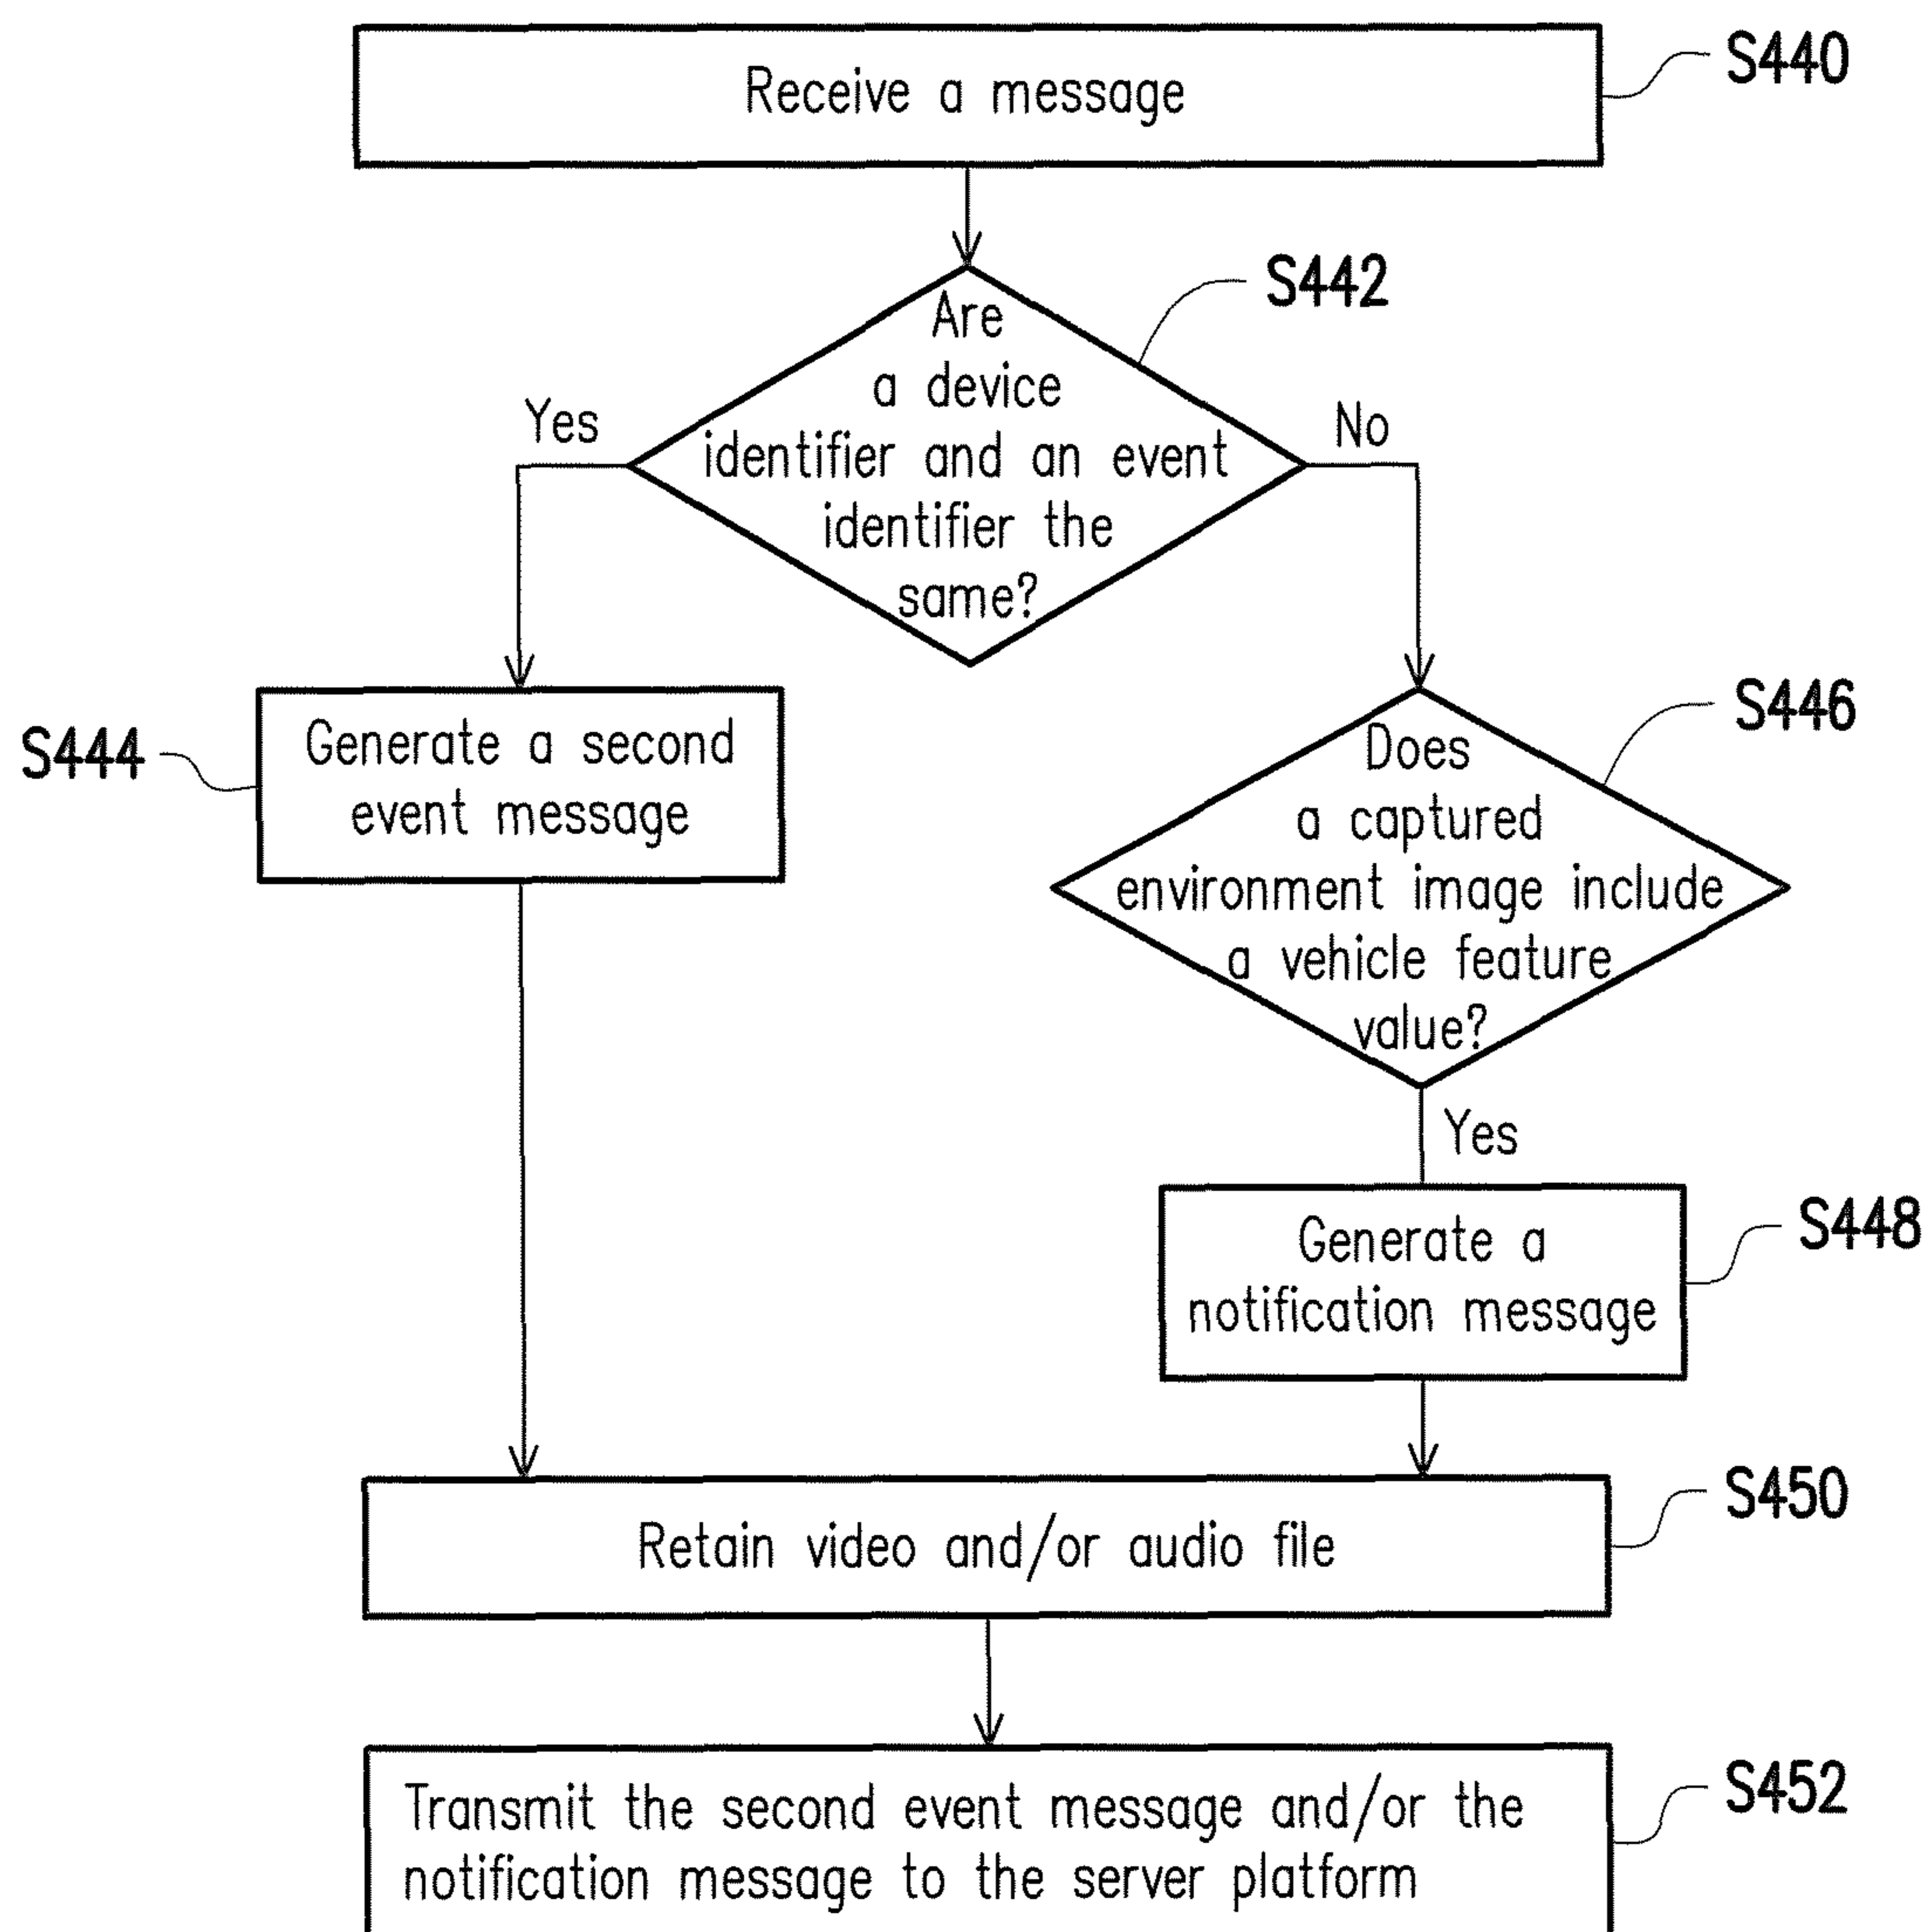 Receive a message
S440
S442
Are
a device
identifier and an event
identifier the
same?
Yes
No
S444
Generate a second
event message
S446
Does
a captured
environment image include
a vehicle feature
value?
Yes
Generate a
notification message
S448
Retain video and/or audio file
S450
Transmit the second event message and/or the
notification message to the server platform
S452